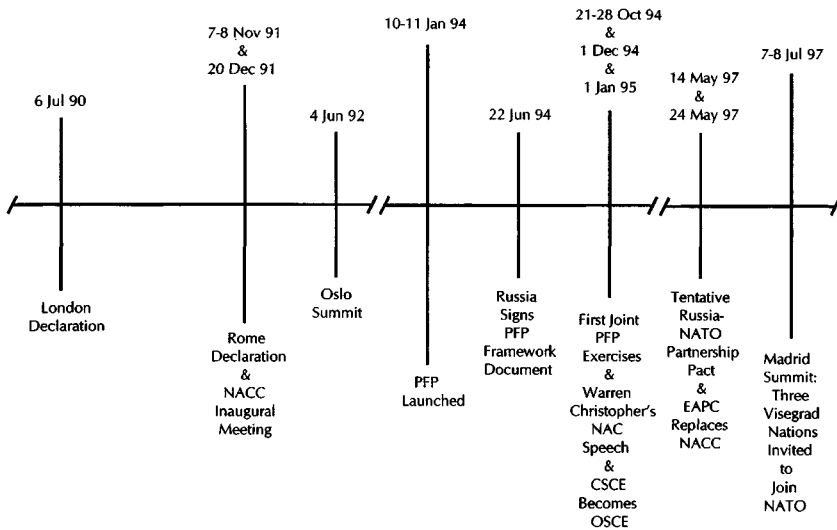 6 Jul 90
7-8 Nov 91
&
20 Dec 91
4 Jun 92
10-11 Jan 94
22 Jun 94
21-28 Oct 94
&
1 Dec 94
&
1 Jan 95
14 May 97
&
24 May 97
7-8 Jul 97
London
Declaration
Rome
Declaration
&
NACC
Inaugural
Meeting
Oslo
Summit
PFP
Launched
Russia
Signs
PFP
Framework
Document
First Joint
PFP
Exercises
&
Warren
Christopher's
NAC
Speech
&
CSCE
Becomes
OSCE
Tentative
Russia-
NATO
Partnership
Pact
&
EAPC
Replaces
NACC
Madrid
Summit:
Three
Visegrad
Nations
Invited
to
Join
NATO